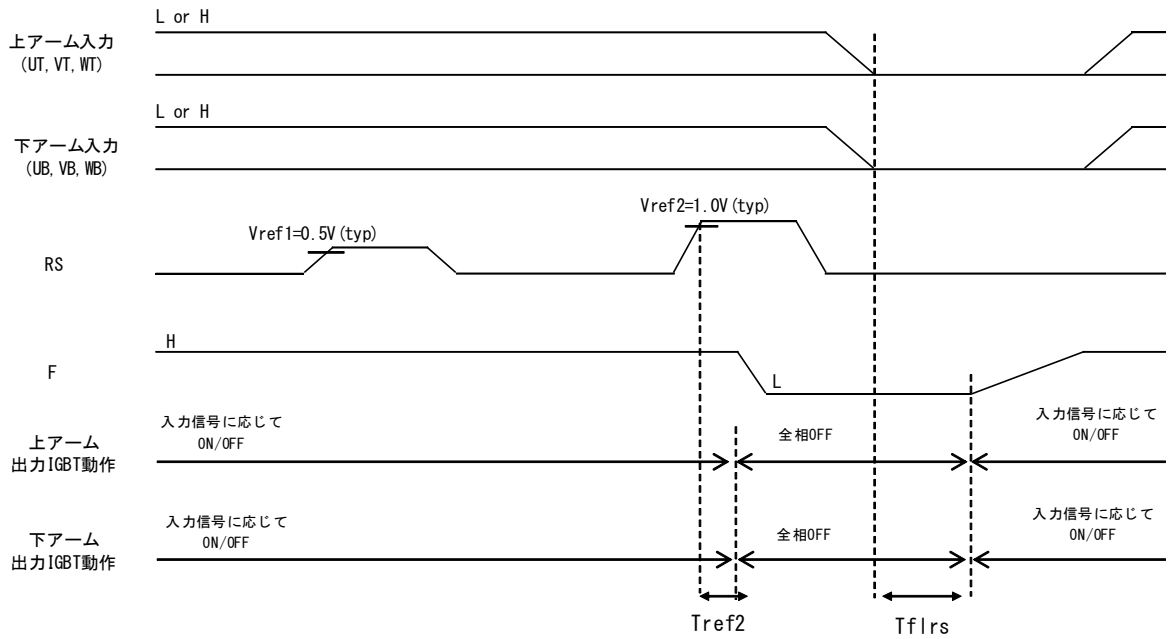 L or H
上アーム入力
(UT, VT, WT)
L or H
下アーム入力
(UB, VB, WB)
Vref1=0.5V(typ)
Vref2=1.0V(typ)
RS
H
F
L
入力信号に応じて
ON/OFF
全相OFF
入力信号に応じて
ON/OFF
上アーム
出力IGBT動作
入力信号に応じて
ON/OFF
全相OFF
入力信号に応じて
ON/OFF
下アーム
出力IGBT動作
Tref2
Tflrs